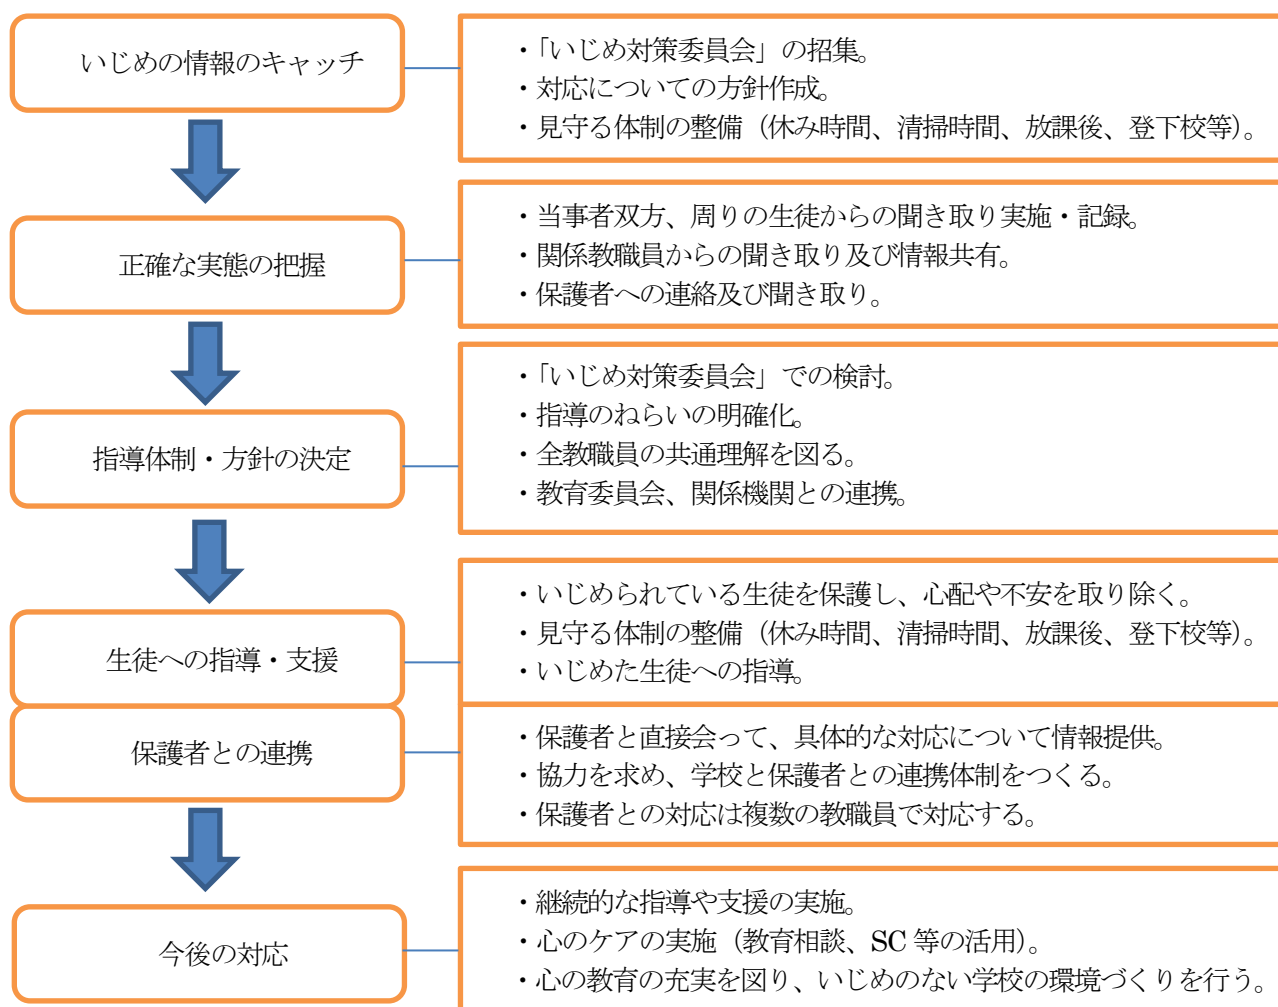 いじめの情報のキャッチ
・「いじめ対策委員会」の招集。
・対応についての方針作成。
・見守る体制の整備（休み時間、清掃時間、放課後、登下校等）。
正確な実態の把握
・当事者双方、周りの生徒からの聞き取り実施・記録。
・関係教職員からの聞き取り及び情報共有。
・保護者への連絡及び聞き取り。
指導体制・方針の決定
・「いじめ対策委員会」での検討。
・指導のねらいの明確化。
・全教職員の共通理解を図る。
・教育委員会、関係機関との連携。
生徒への指導・支援
・いじめられている生徒を保護し、心配や不安を取り除く。
・見守る体制の整備（休み時間、清掃時間、放課後、登下校等）。
・いじめた生徒への指導。
保護者との連携
・保護者と直接会って、具体的な対応について情報提供。
・協力を求め、学校と保護者との連携体制をつくる。
・保護者との対応は複数の教職員で対応する。
今後の対応
・継続的な指導や支援の実施。
・心のケアの実施（教育相談、SC 等の活用）。
・心の教育の充実を図り、いじめのない学校の環境づくりを行う。